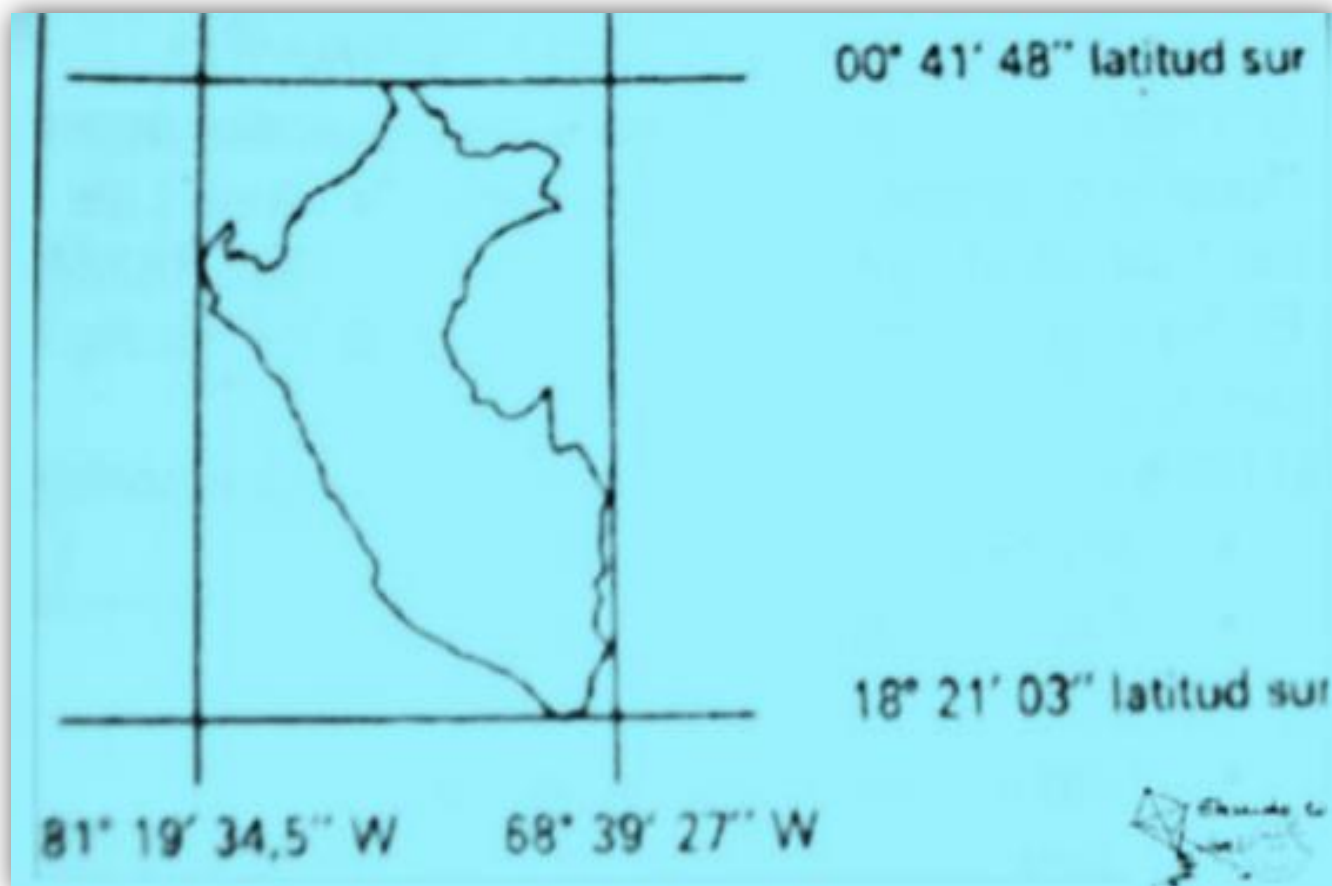 00° 41′ 48″ latitud sur
18° 21′ 03″ latitud sur
81° 19′ 34,5″ W
68° 39′ 27″ W